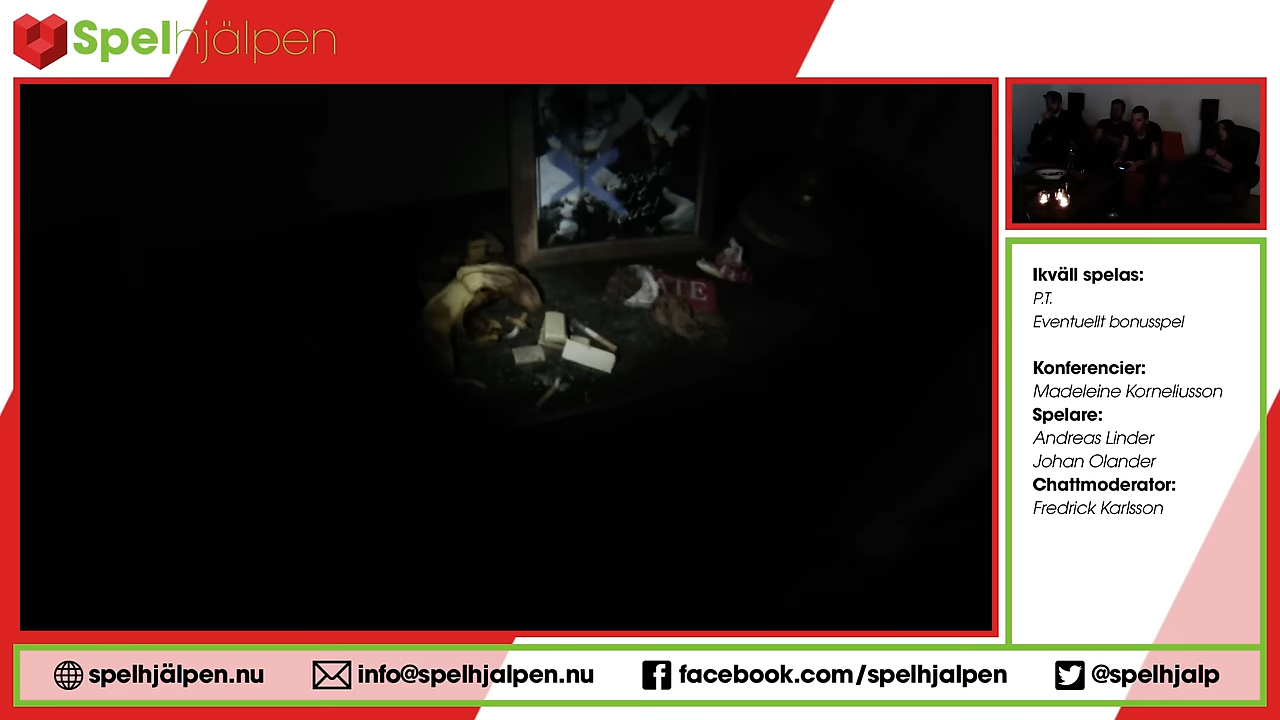 Spelhjälpen
Ikväll spelas:
P.T.
Eventuellt bonusspel
Konferencier:
Madeleine Korneliusson
Spelare:
Andreas Linder
Johan Olander
Chattmoderator:
Fredrick Karlsson
spelhjälpen.nu
info@spelhjalpen.nu
facebook.com/spelhjalpen
@spelhjalp